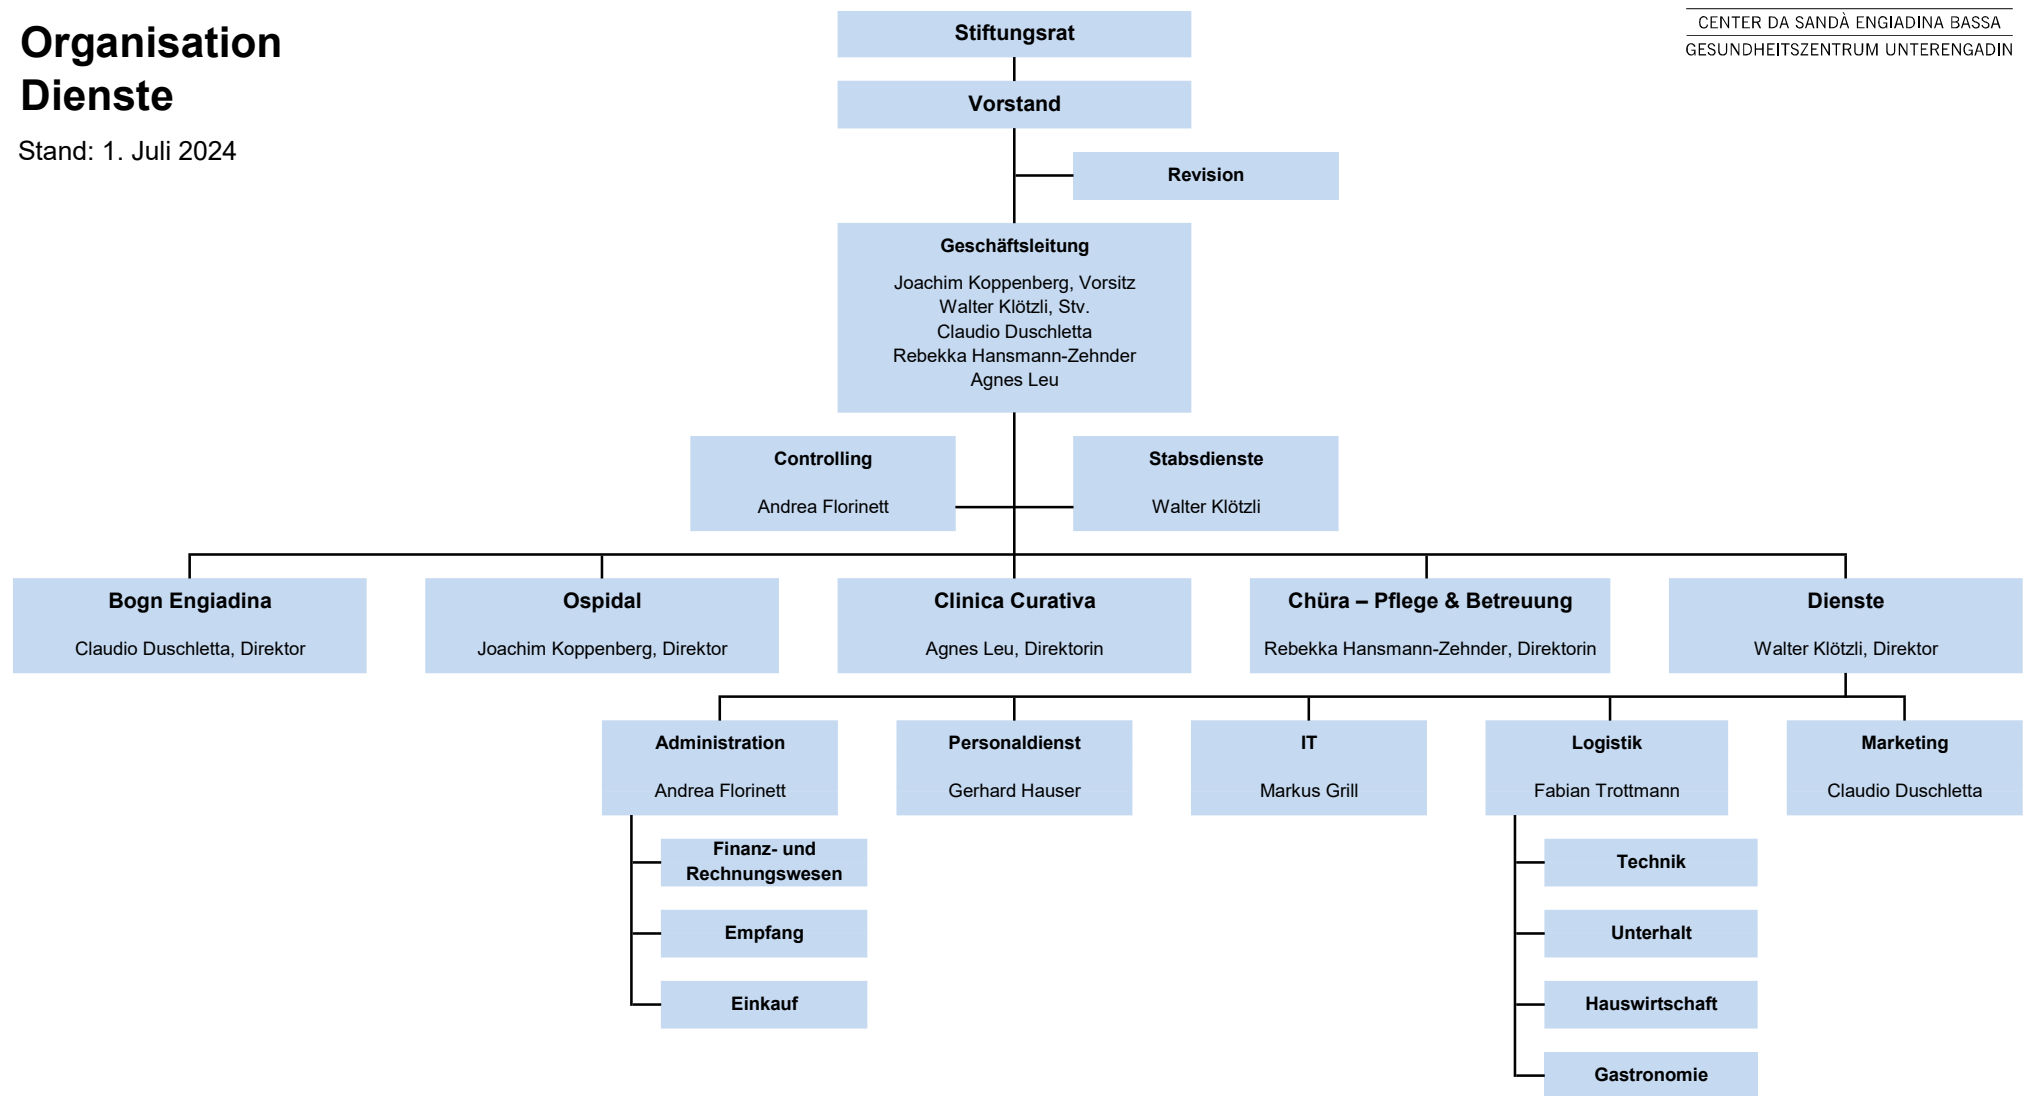 Organisation
Dienste
Stand: 1. Juli 2024
CENTER DA SANDÀ ENGIADINA BASSA
GESUNDHEITSZENTRUM UNTERENGADIN
Stiftungsrat
Vorstand
Revision
Geschäftsleitung
Joachim Koppenberg, Vorsitz
Walter Klötzli, Stv.
Claudio Duschletta
Rebekka Hansmann-Zehnder
Agnes Leu
Controlling
Andrea Florinett
Stabsdienste
Walter Klötzli
Bogn Engiadina
Claudio Duschletta, Direktor
Ospidal
Joachim Koppenberg, Direktor
Clinica Curativa
Agnes Leu, Direktorin
Chüra – Pflege & Betreuung
Rebekka Hansmann-Zehnder, Direktorin
Dienste
Walter Klötzli, Direktor
Administration
Andrea Florinett
Personaldienst
Gerhard Hauser
IT
Markus Grill
Logistik
Fabian Trottmann
Marketing
Claudio Duschletta
Finanz- und
Rechnungswesen
Empfang
Einkauf
Technik
Unterhalt
Hauswirtschaft
Gastronomie